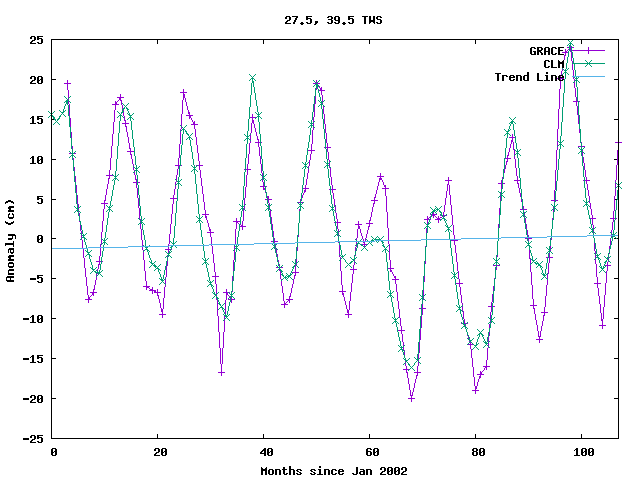 27.5, 39.5 TWS
GRACE
CLM
Trend Line
25
20
15
10
5
0
-5
-10
-15
-20
-25
Anomaly (cm)
0 20 40 60 80 100
Months since Jan 2002